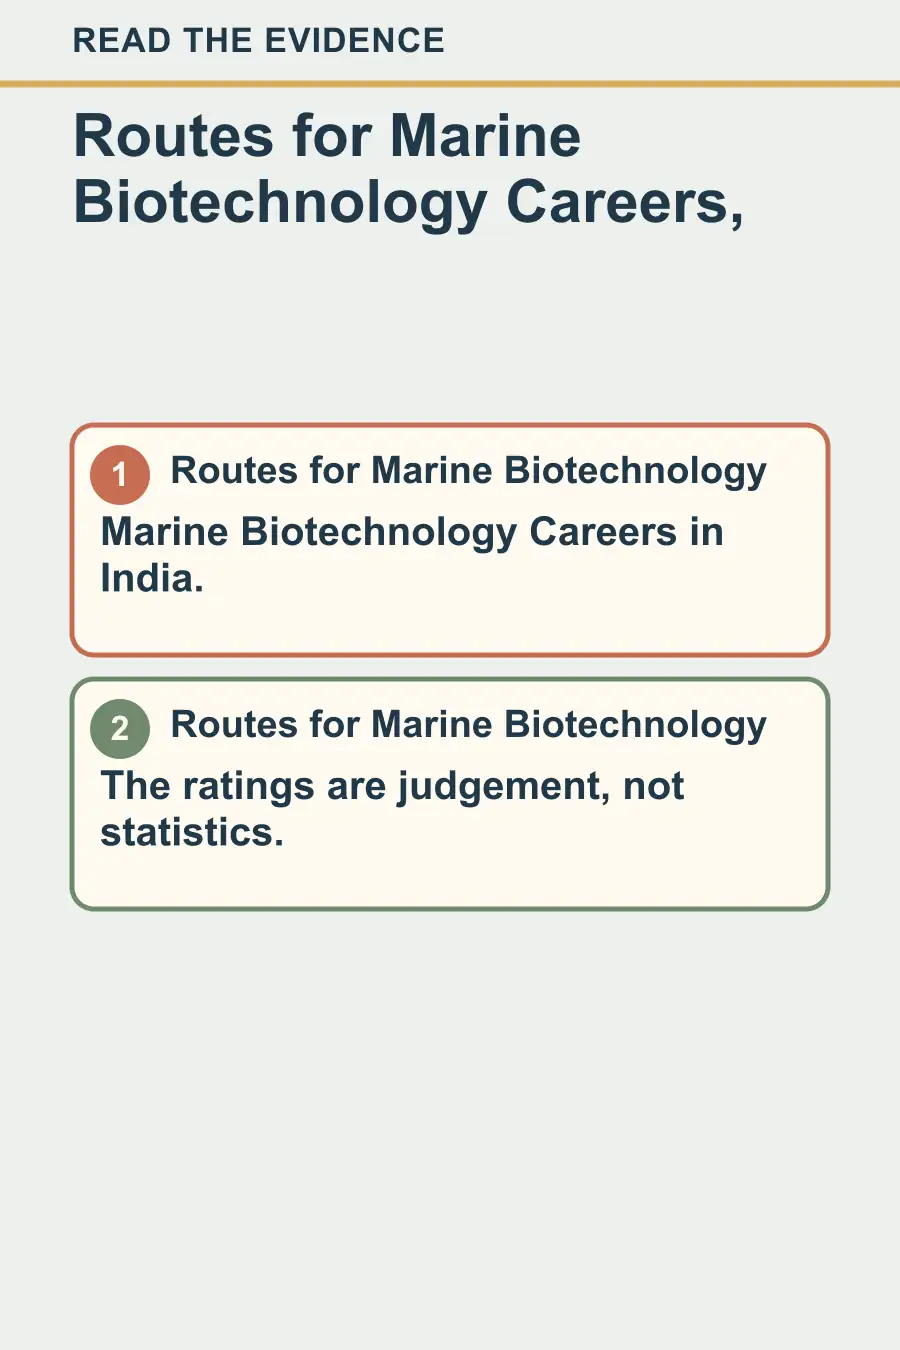 READ THE EVIDENCE
Routes for Marine
Biotechnology Careers,
1 Routes for Marine Biotechnology
Marine Biotechnology Careers in
India.
2 Routes for Marine Biotechnology
The ratings are judgement, not
statistics.